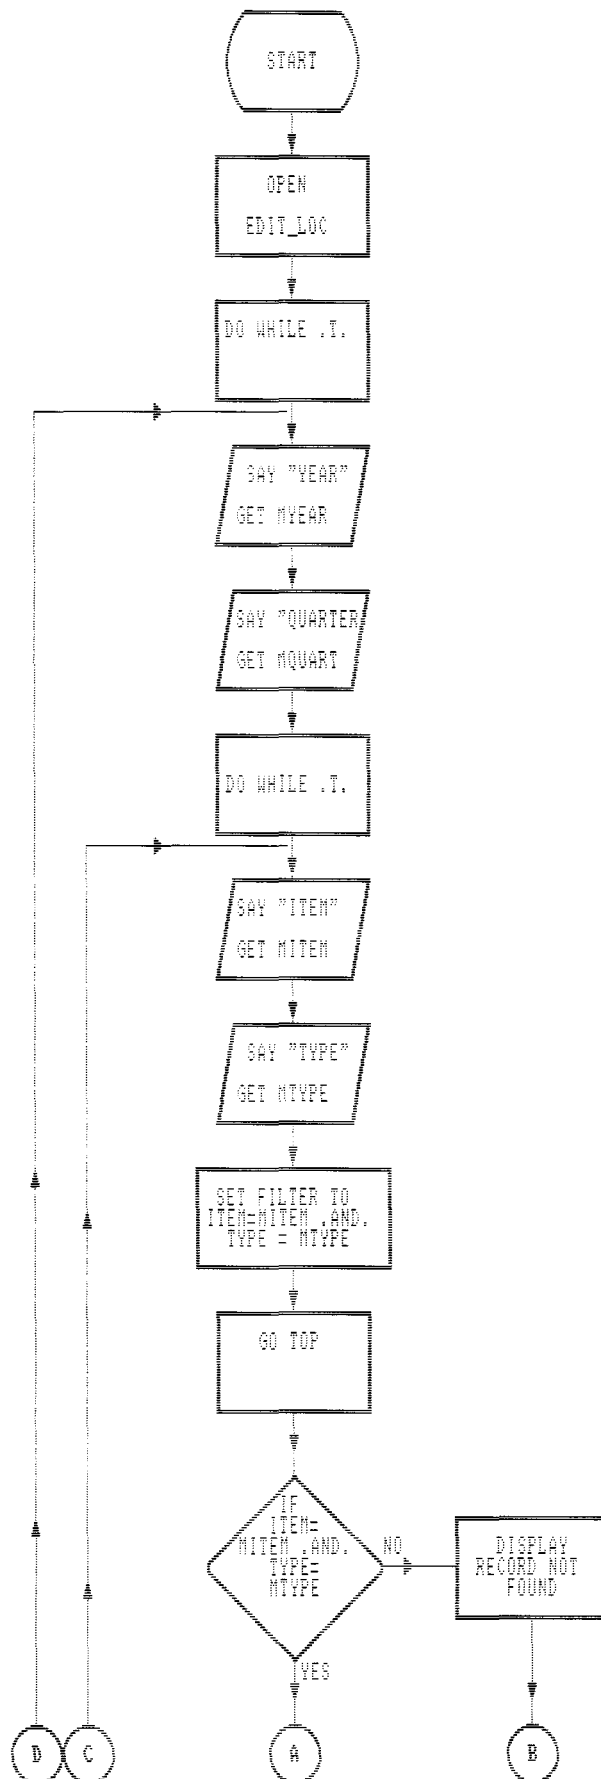 START
OPEN
EDIT_LOC
DO WHILE .T.
SAY "YEAR"
GET MYEAR
SAY "QUARTER
GET MQUART
DO WHILE .T.
SAY "ITEM"
GET MITEM
SAY "TYPE"
GET MTYPE
SET FILTER TO
ITEM=MITEM .AND.
TYPE = MTYPE
GO TOP
IF
ITEM=
MITEM .AND.
TYPE=
MTYPE
NO
DISPLAY
RECORD NOT
FOUND
YES
D
C
A
B